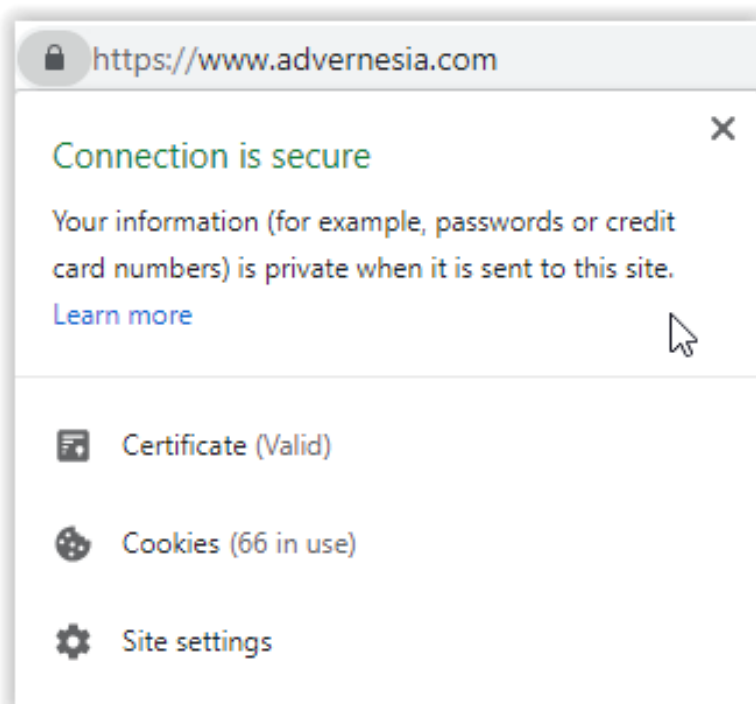 https://www.advernesia.com
Connection is secure
Your information (for example, passwords or credit
card numbers) is private when it is sent to this site.
Learn more
Certificate (Valid)
Cookies (66 in use)
Site settings